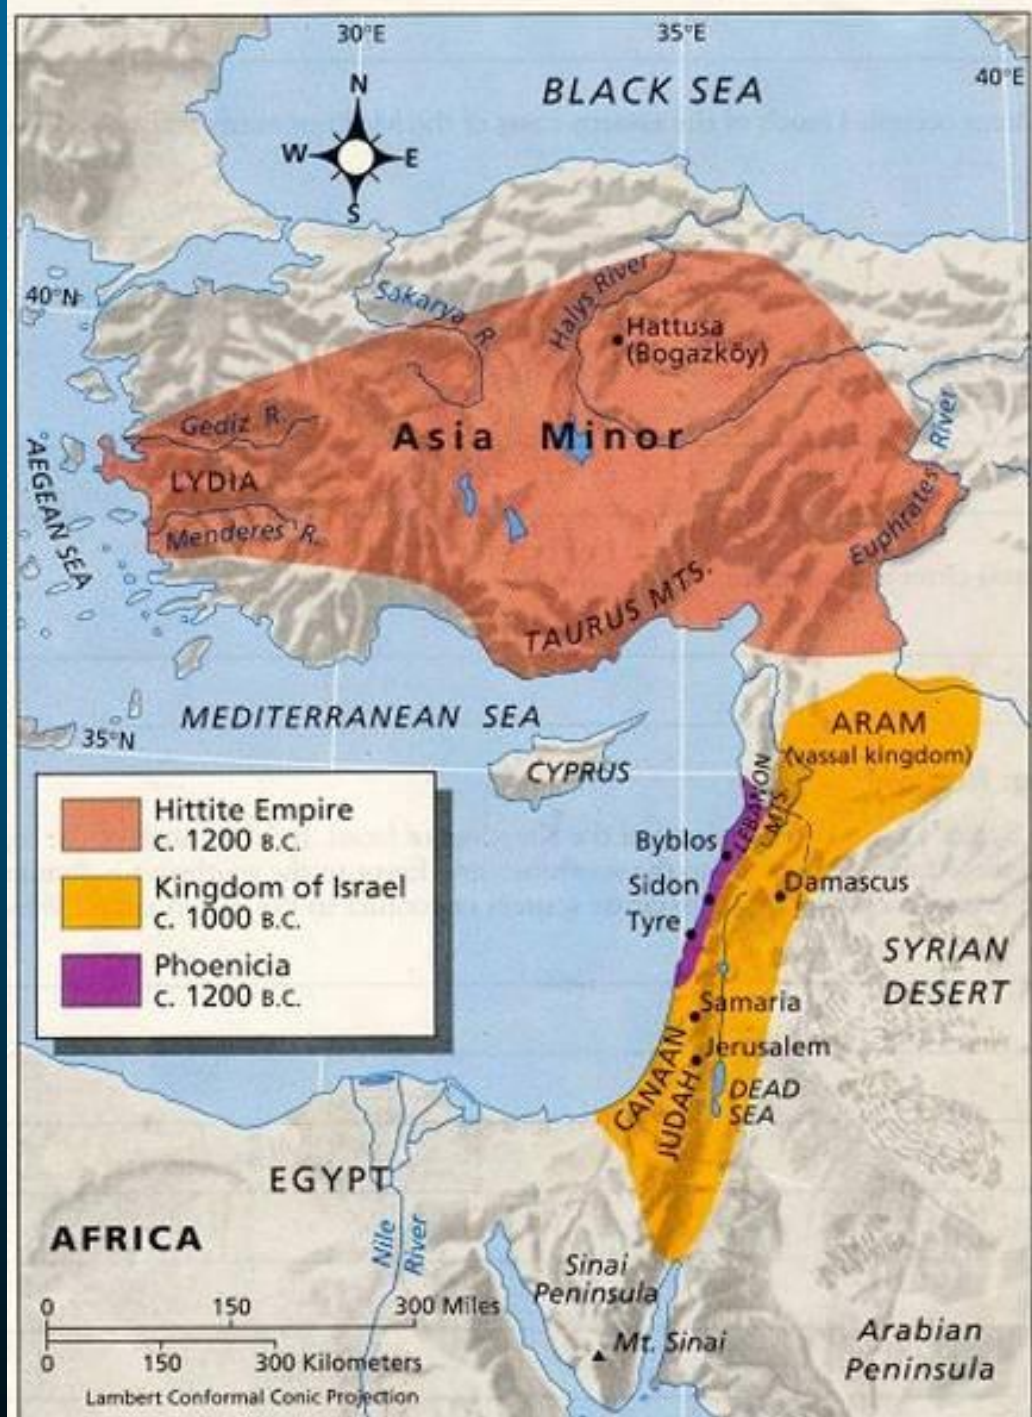 30°E
35°E
40°E
BLACK SEA
N
W
E
S
40°N
Sakarya R.
Halys River
Hattusa
(Bogazköy)
Gediz R.
Asia Minor
River
Euphrates
AEGEAN SEA
LYDIA
Menderes R.
TAURUS MTS.
MEDITERRANEAN SEA
35°N
CYPRUS
ARAM
(vassal kingdom)
Hittite Empire
c. 1200 B.C.
Kingdom of Israel
c. 1000 B.C.
Phoenicia
c. 1200 B.C.
LEBANON
MTS.
Byblos
Sidon
Damascus
Tyre
SYRIAN
DESERT
Samaria
Jerusalem
CANAAN
JUDAH
DEAD
SEA
EGYPT
AFRICA
Nile
River
Sinai
Peninsula
Mt. Sinai
Arabian
Peninsula
0 150 300 Miles
0 150 300 Kilometers
Lambert Conformal Conic Projection